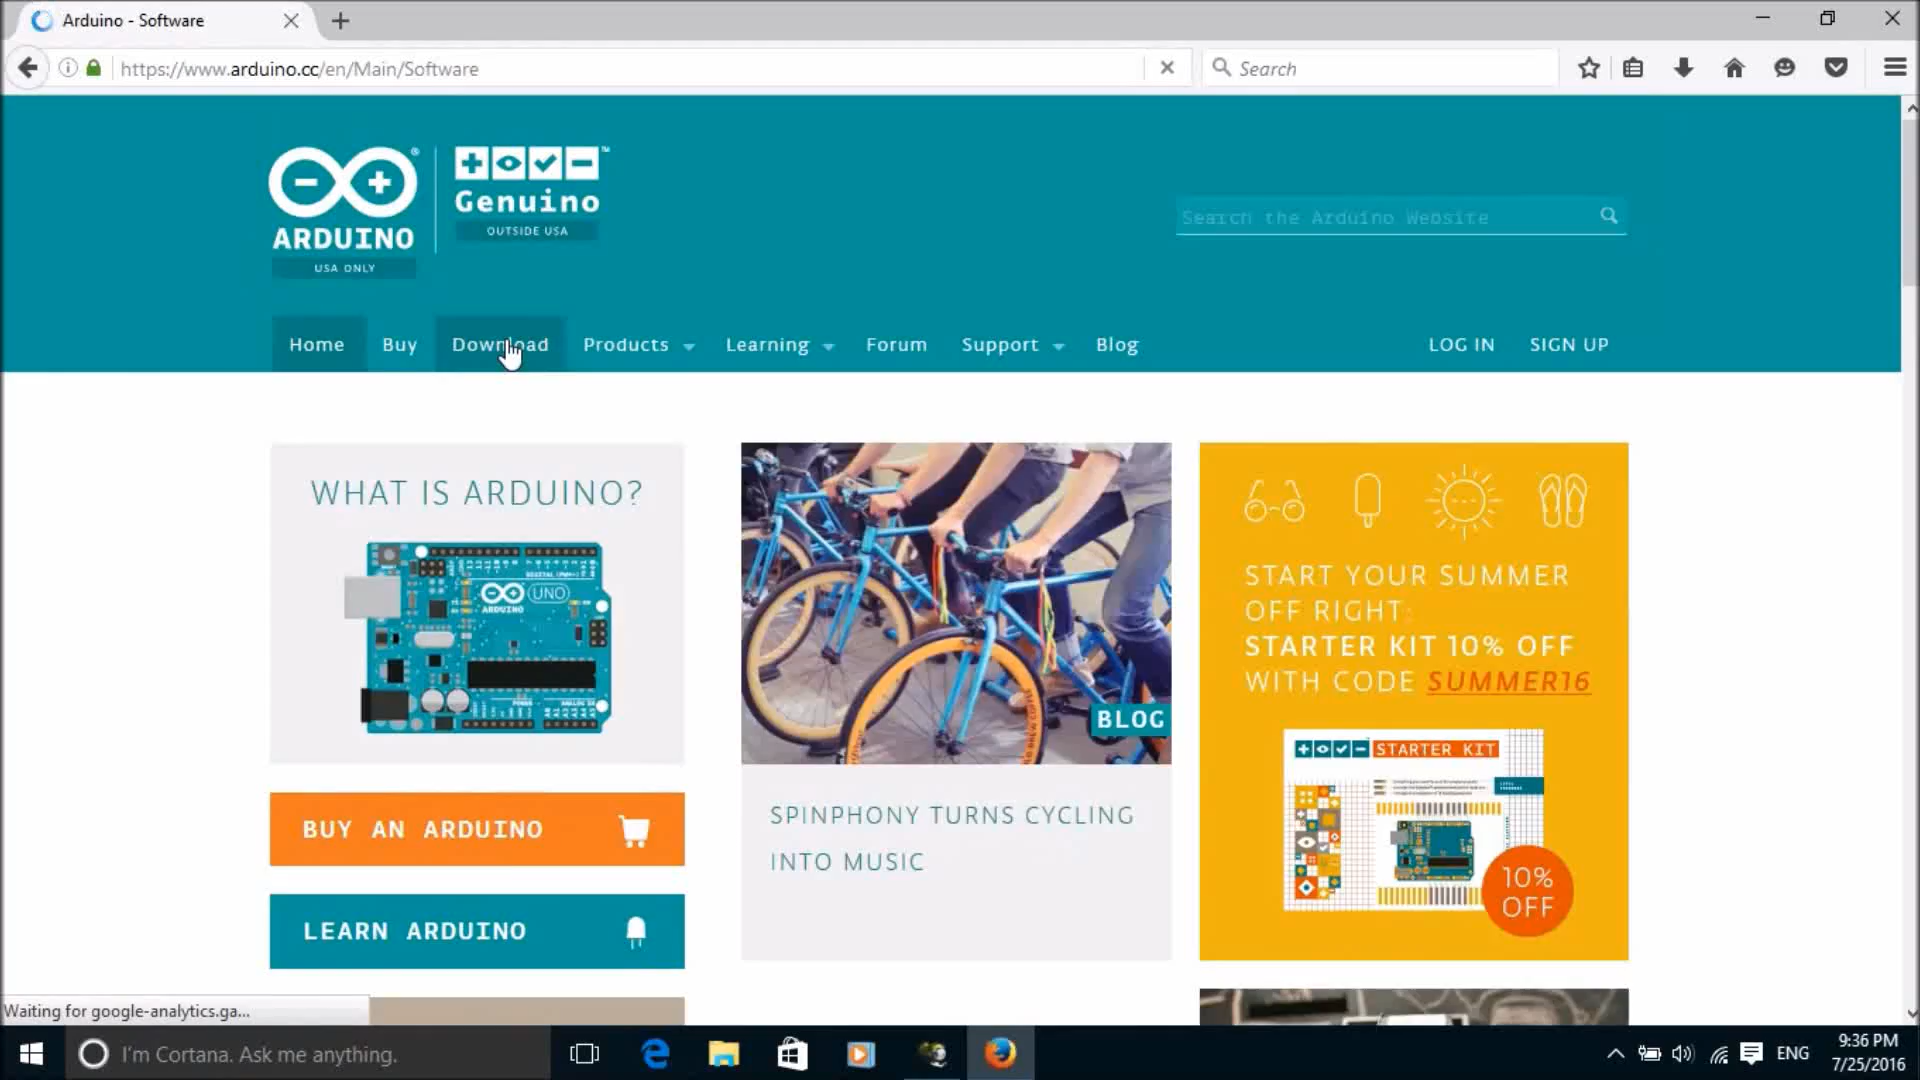 Arduino - Software
https://www.arduino.cc/en/Main/Software
Search
ARDUINO
USA ONLY
Genuino
OUTSIDE USA
Search the Arduino Website
Home
Buy
Download
Products
Learning
Forum
Support
Blog
LOG IN
SIGN UP
WHAT IS ARDUINO?
ARDUINO
UNO
BUY AN ARDUINO
LEARN ARDUINO
BLOG
SPINPHONY TURNS CYCLING
INTO MUSIC
START YOUR SUMMER
OFF RIGHT:
STARTER KIT 10% OFF
WITH CODE SUMMER16
STARTER KIT
10%
OFF
Waiting for google-analytics.ga...
I'm Cortana. Ask me anything.
ENG
9:36 PM
7/25/2016